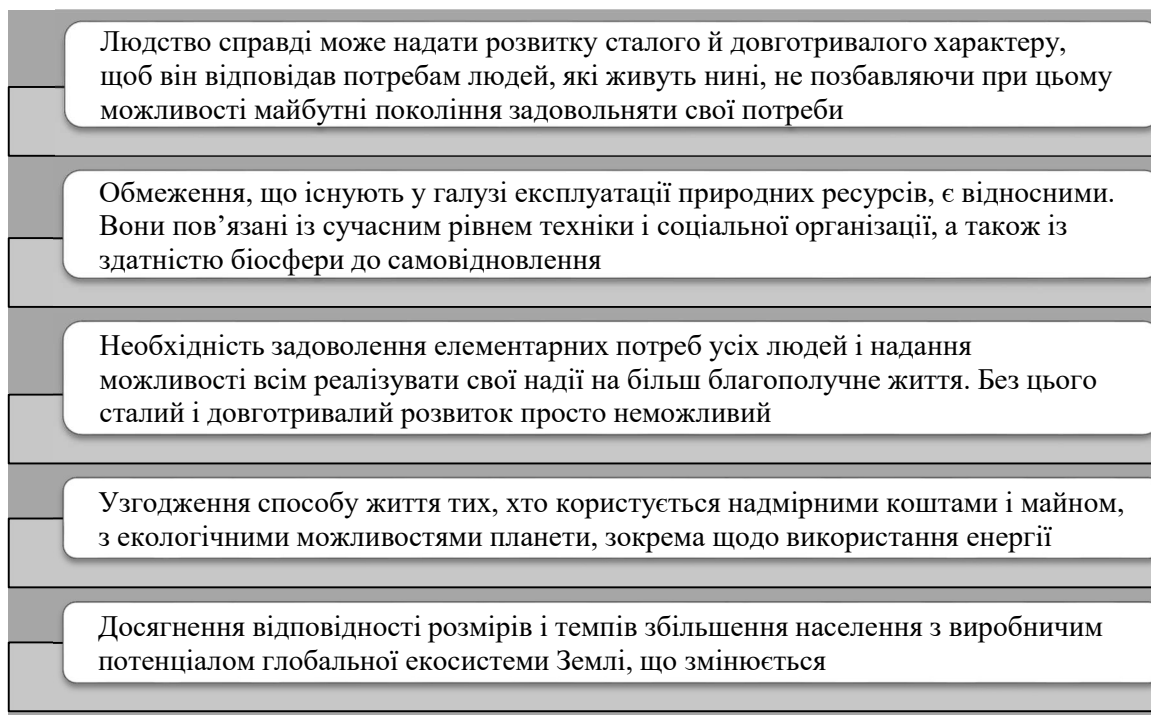 Людство справді може надати розвитку сталого й довготривалого характеру,
щоб він відповідав потребам людей, які живуть нині, не позбавляючи при цьому
можливості майбутні покоління задовольняти свої потреби
Обмеження, що існують у галузі експлуатації природних ресурсів, є відносними.
Вони пов’язані із сучасним рівнем техніки і соціальної організації, а також із
здатністю біосфери до самовідновлення
Необхідність задоволення елементарних потреб усіх людей і надання
можливості всім реалізувати свої надії на більш благополучне життя. Без цього
сталий і довготривалий розвиток просто неможливий
Узгодження способу життя тих, хто користується надмірними коштами і майном,
з екологічними можливостями планети, зокрема щодо використання енергії
Досягнення відповідності розмірів і темпів збільшення населення з виробничим
потенціалом глобальної екосистеми Землі, що змінюється